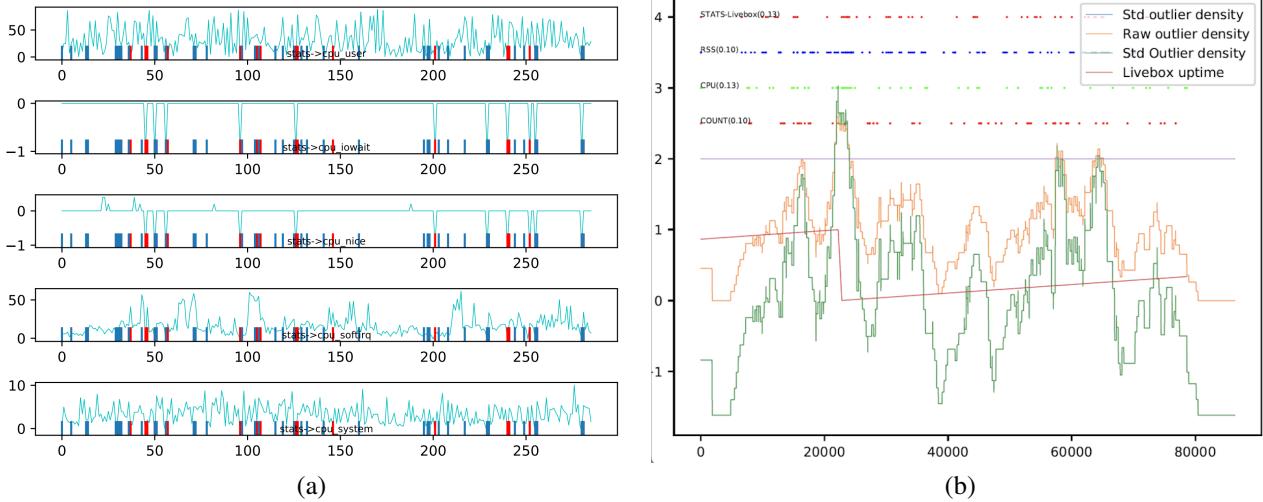 50
0
0 50 100 150 200 250
stats->cpu_user
0
−1
0 50 100 150 200 250
stats->cpu_iowait
0
−1
0 50 100 150 200 250
stats->cpu_nice
50
0
0 50 100 150 200 250
stats->cpu_softirq
10
0
0 50 100 150 200 250
stats->cpu_system
(a)
4
3
2
1
0
-1
STATS-Livebox(0.13)
RSS(0.10)
CPU(0.13)
COUNT(0.10)
Std outlier density
Raw outlier density
Std Outlier density
Livebox uptime
0 20000 40000 60000 80000
(b)